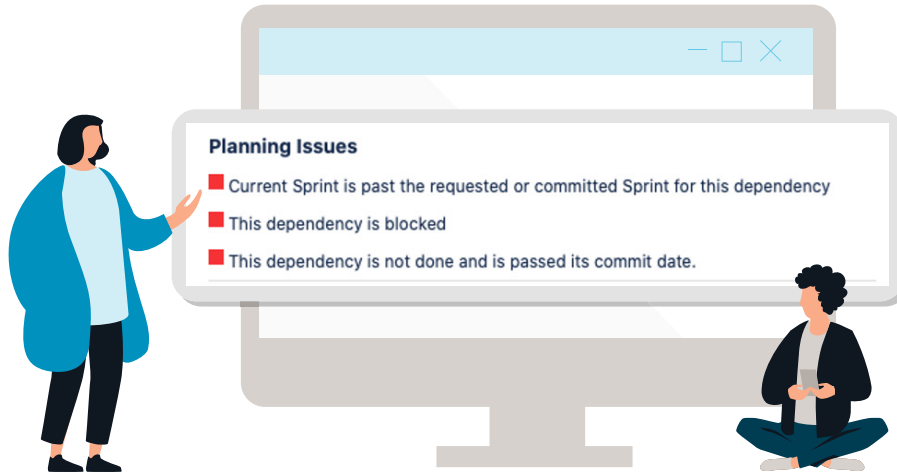 Planning Issues
Current Sprint is past the requested or committed Sprint for this dependency
This dependency is blocked
This dependency is not done and is passed its commit date.